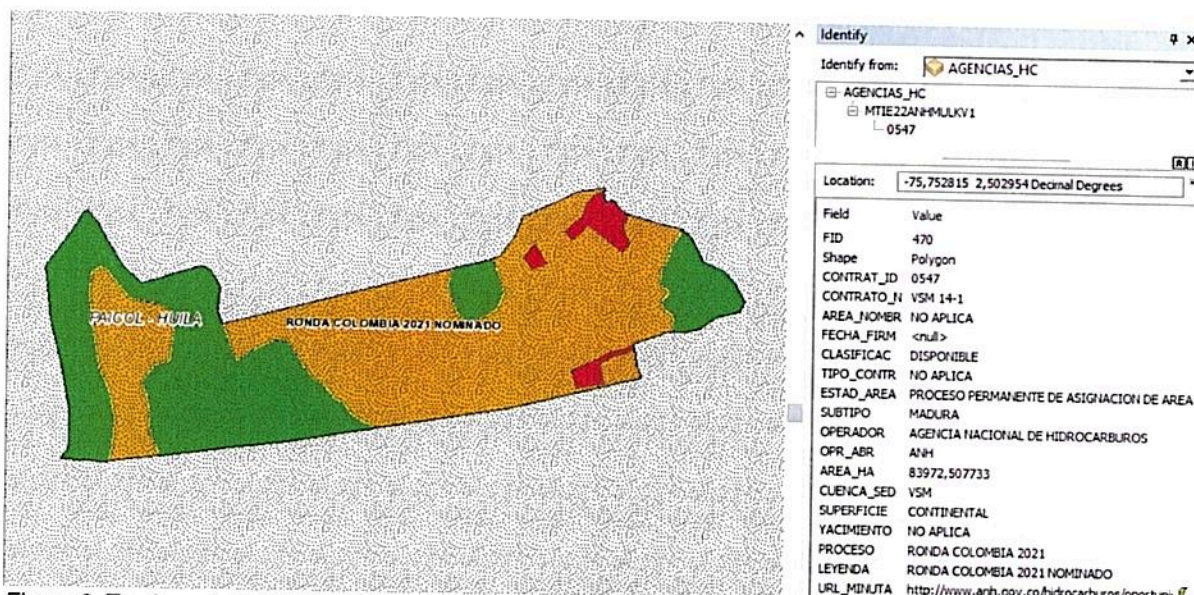 PAICOL - HUILA
RONDA COLOMBIA 2021 NOMINADO
Identify
Identify from: AGENCIAS_HC
AGENCIAS_HC
MTIE22ANHMULKV1
0547
Location: -75,752815 2,502954 Decimal Degrees
Field Value
FID 470
Shape Polygon
CONTRAT_ID 0547
CONTRATO_N VSM 14-1
AREA_NOMBR NO APLICA
FECHA_FIRM <null>
CLASIFICAC DISPONIBLE
TIPO_CONTR NO APLICA
ESTAD_AREA PROCESO PERMANENTE DE ASIGNACION DE AREA
SUBTIPO MADURA
OPERADOR AGENCIA NACIONAL DE HIDROCARBUROS
OPR_ABR ANH
AREA_HA 83972,507733
CUENCA_SED VSM
SUPERFICIE CONTINENTAL
YACIMIENTO NO APLICA
PROCESO RONDA COLOMBIA 2021
LEYENDA RONDA COLOMBIA 2021 NOMINADO
URL_MINUTA http://www.anh.gov.co/hidrocarburos/oportuni